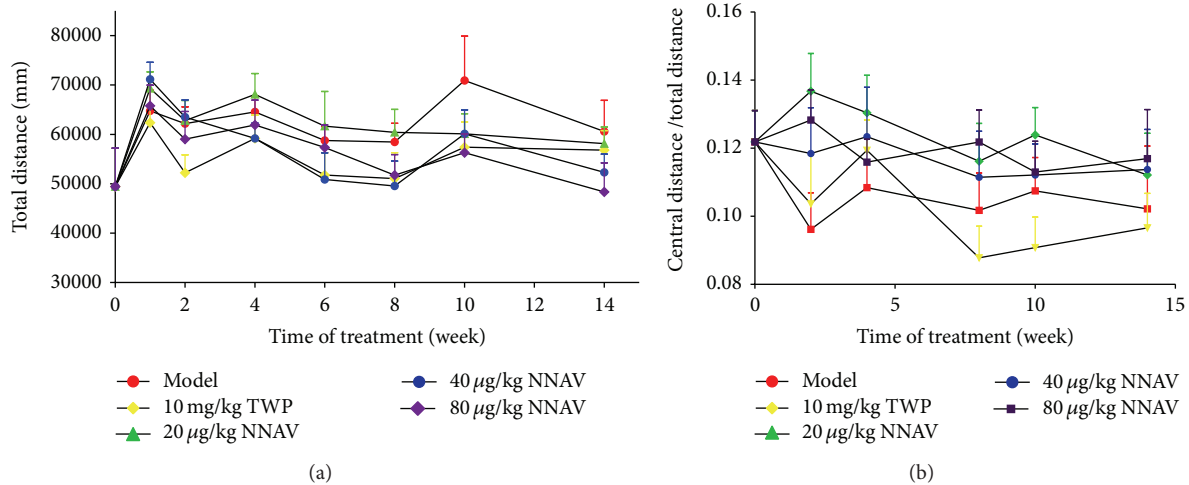 80000
70000
60000
50000
40000
30000
Total distance (mm)
0 2 4 6 8 10 12 14
Time of treatment (week)
Model
10 mg/kg TWP
20 μg/kg NNAV
40 μg/kg NNAV
80 μg/kg NNAV
(a)
0.16
0.14
0.12
0.10
0.08
Central distance /total distance
0 5 10 15
Time of treatment (week)
Model
10 mg/kg TWP
20 μg/kg NNAV
40 μg/kg NNAV
80 μg/kg NNAV
(b)